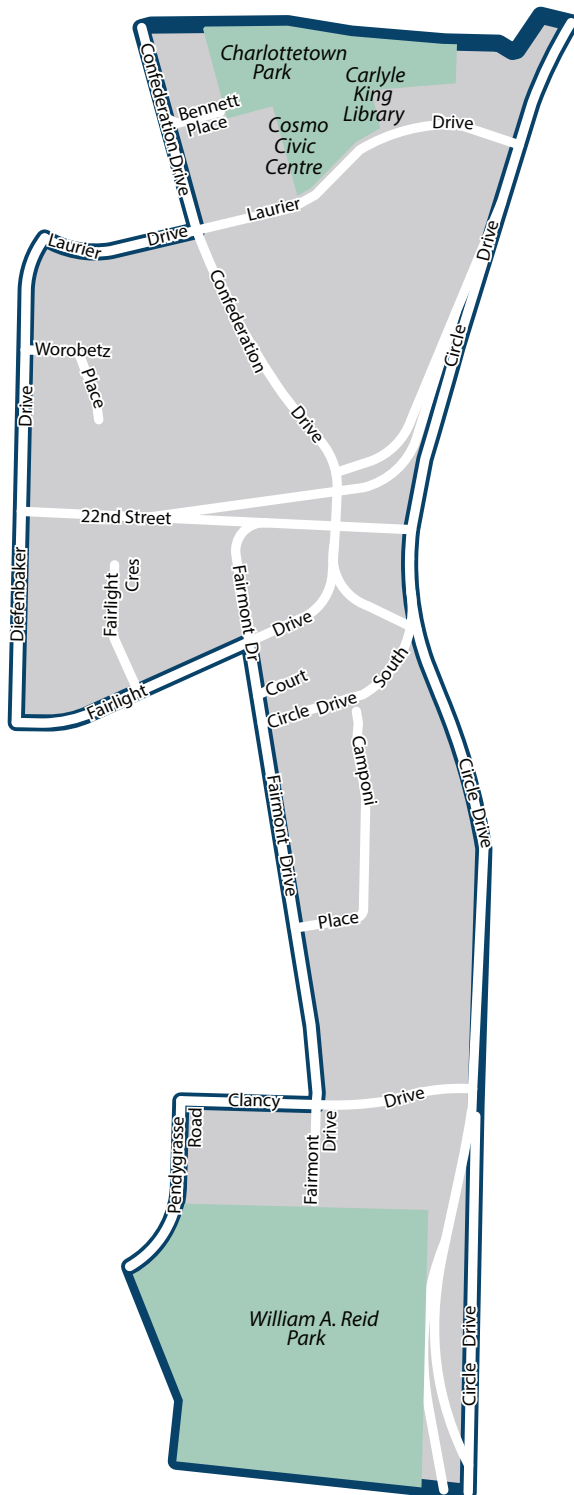 Charlottetown
Park
Carlyle
King
Library
Confederation Drive
Bennett
Place
Cosmo
Civic
Centre
Drive
Laurier
Laurier
Drive
Drive
Circle
Confederation
Drive
Worobetz
Place
Drive
22nd Street
Diefenbaker
Fairlight
Cres
Fairmont Dr
Drive
Fairlight
Court
Circle Drive
South
Camponi
Circle Drive
Fairmont Drive
Place
Clancy
Drive
Pendygrasse
Road
Fairmont
Drive
William A. Reid
Park
Circle Drive